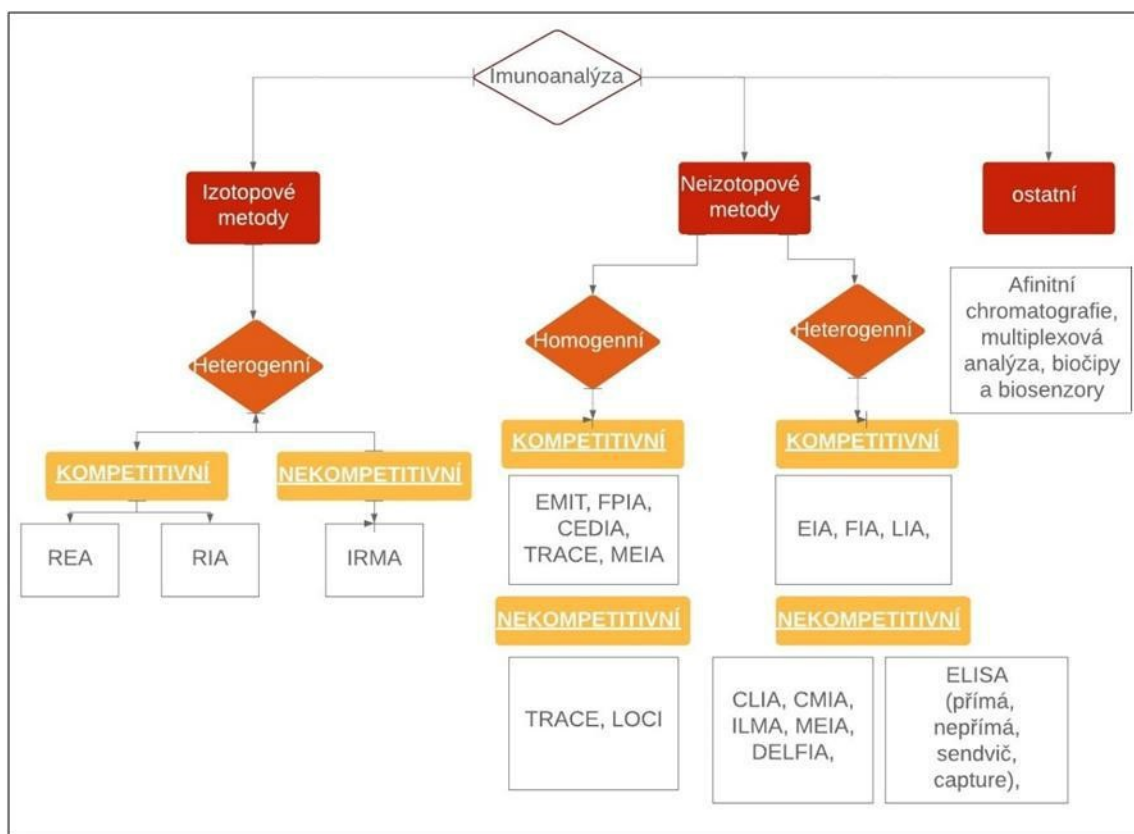 Imunoanalýza
Izotopové
metody
Neizotopové
metody
ostatní
Afinitní
chromatografie,
multiplexová
analýza, biočipy
a biosenzory
Heterogenní
Homogenní
Heterogenní
KOMPETITIVNÍ
NEKOMPETITIVNÍ
REA
RIA
IRMA
KOMPETITIVNÍ
EMIT, FPIA,
CEDIA,
TRACE, MEIA
NEKOMPETITIVNÍ
TRACE, LOCI
KOMPETITIVNÍ
EIA, FIA, LIA,
NEKOMPETITIVNÍ
CLIA, CMIA,
ILMA, MEIA,
DELFIA,
ELISA
(přímá,
nepřímá,
sendvič,
capture),